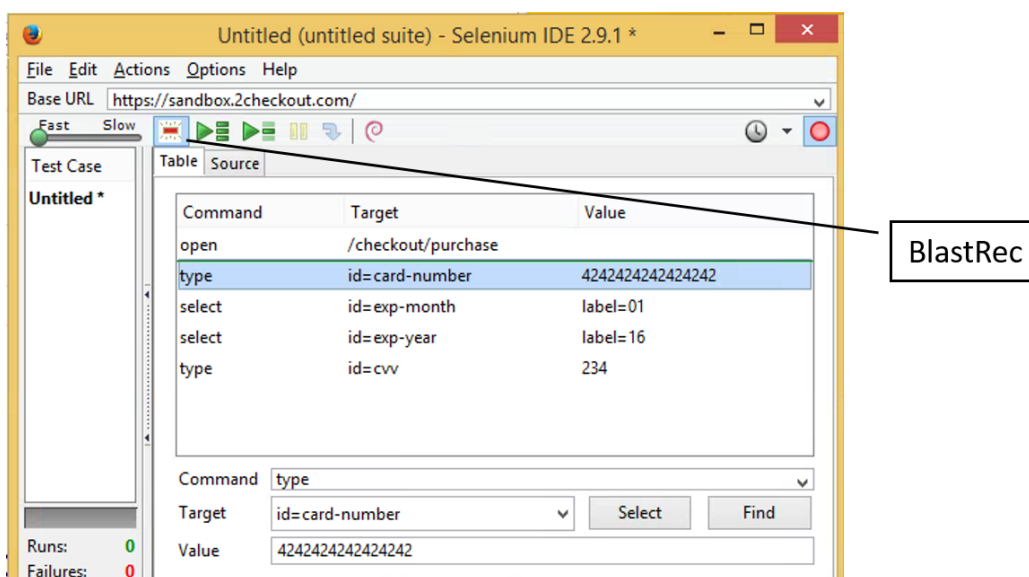 Untitled (untitled suite) - Selenium IDE 2.9.1 *
File Edit Actions Options Help
Base URL https://sandbox.2checkout.com/
Fast Slow
Test Case
Untitled *
Table Source
Command Target Value
open /checkout/purchase
type id=card-number 4242424242424242
select id=exp-month label=01
select id=exp-year label=16
type id=cvv 234
BlastRec
Command type
Target id=card-number Select Find
Value 4242424242424242
Runs: 0
Failures: 0